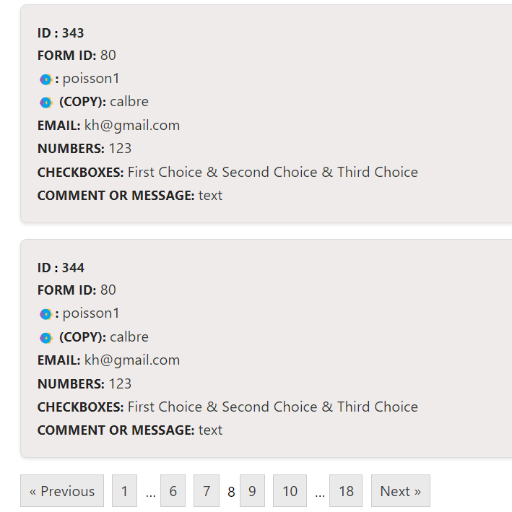 ID : 343
FORM ID: 80
: poisson1
(COPY): calbre
EMAIL: kh@gmail.com
NUMBERS: 123
CHECKBOXES: First Choice & Second Choice & Third Choice
COMMENT OR MESSAGE: text
ID : 344
FORM ID: 80
: poisson1
(COPY): calbre
EMAIL: kh@gmail.com
NUMBERS: 123
CHECKBOXES: First Choice & Second Choice & Third Choice
COMMENT OR MESSAGE: text
« Previous 1 ... 6 7 8 9 10 ... 18 Next »